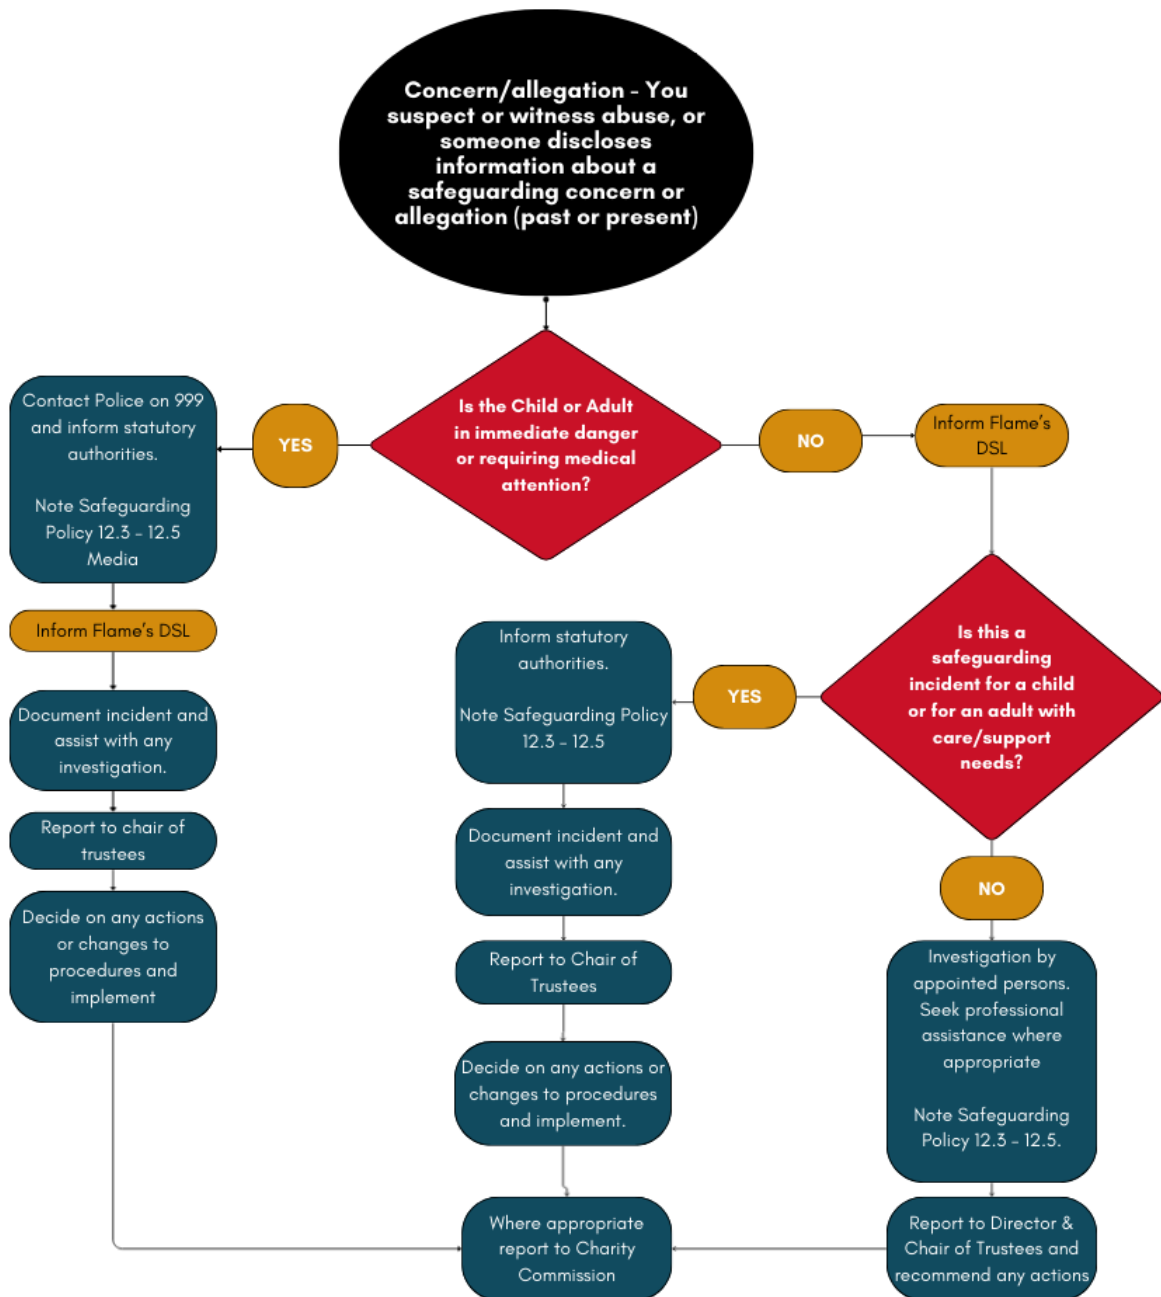 Concern/allegation - You
suspect or witness abuse, or
someone discloses
information about a
safeguarding concern or
allegation (past or present)
Is the Child or Adult
in immediate danger
or requiring medical
attention?
YES
Contact Police on 999
and inform statutory
authorities.
Note Safeguarding
Policy 12.3 - 12.5
Media
Inform Flame's DSL
Document incident and
assist with any
investigation.
Report to chair of
trustees
Decide on any actions
or changes to
procedures and
implement
NO
Inform Flame's
DSL
Is this a
safeguarding
incident for a child
or for an adult with
care/support
needs?
YES
Inform statutory
authorities.
Note Safeguarding Policy
12.3 - 12.5
Document incident and
assist with any
investigation.
Report to Chair of
Trustees
Decide on any actions or
changes to procedures
and implement.
NO
Investigation by
appointed persons.
Seek professional
assistance where
appropriate
Note Safeguarding
Policy 12.3 - 12.5.
Report to Director &
Chair of Trustees and
recommend any actions
Where appropriate
report to Charity
Commission